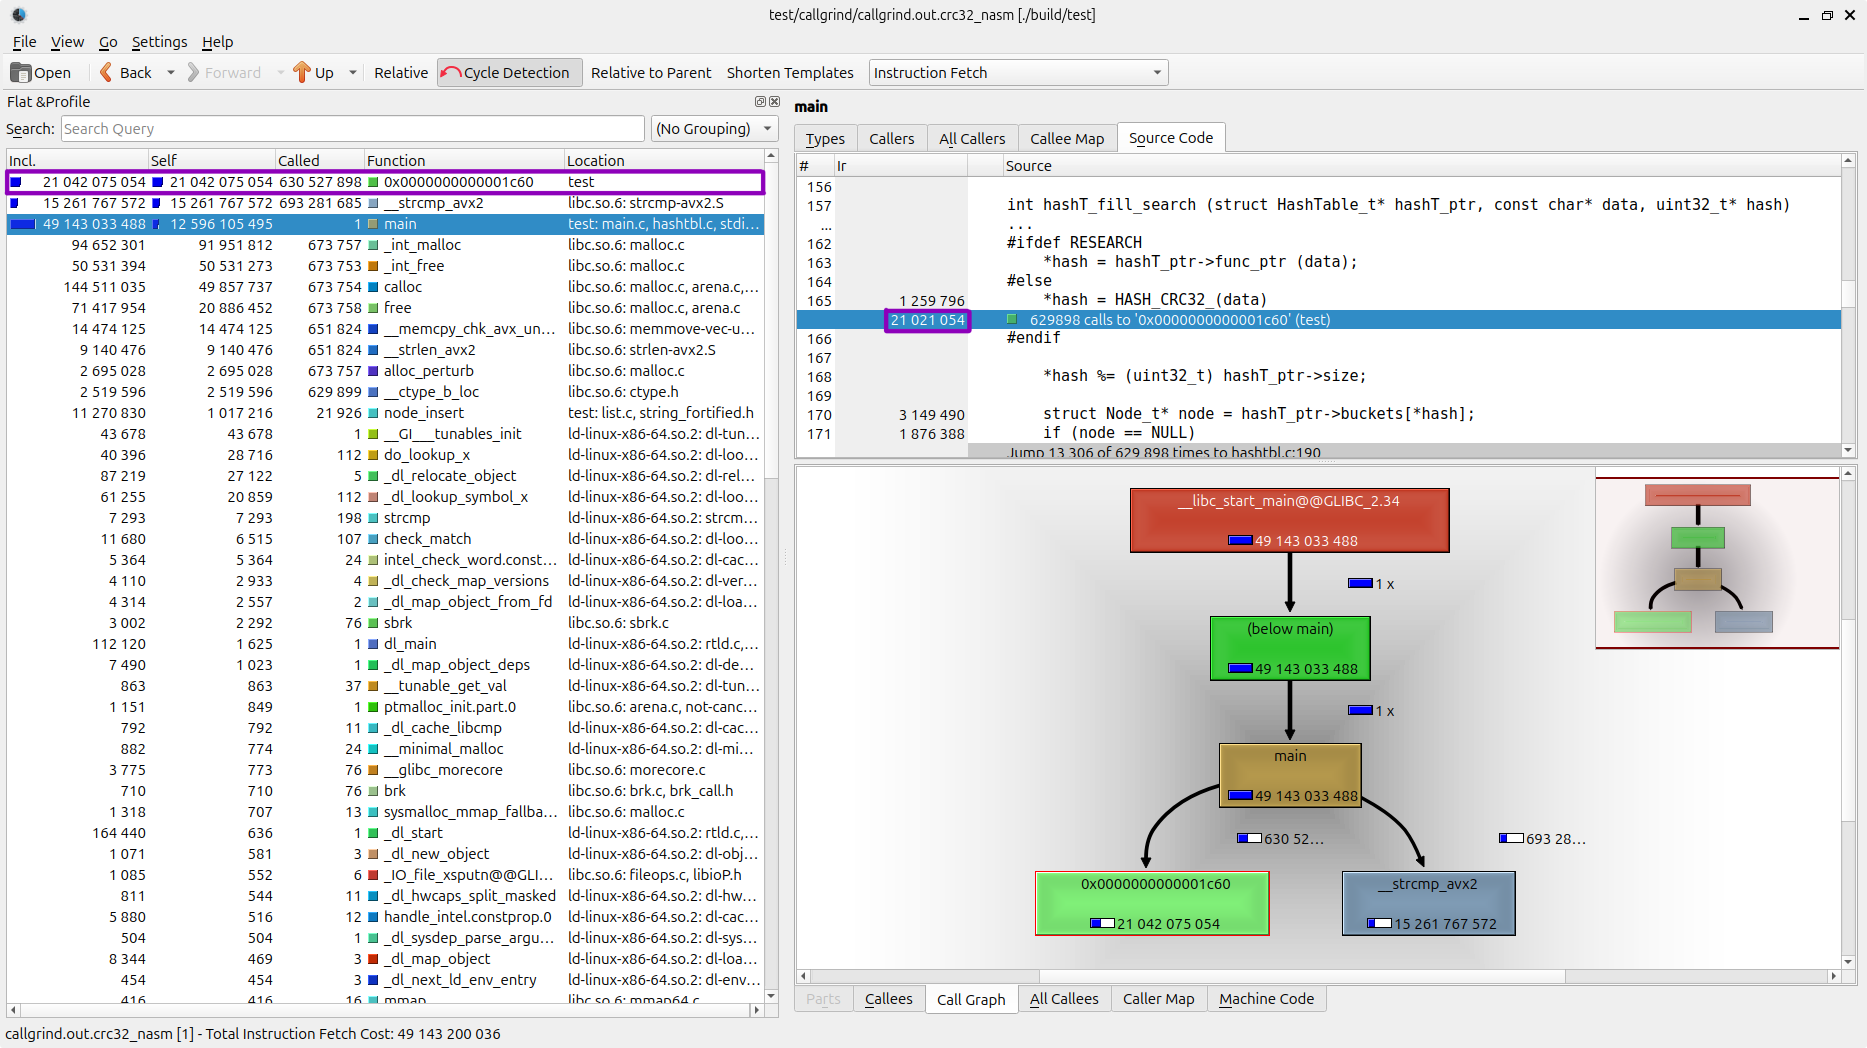 test/callgrind/callgrind.out.crc32_nasm [./build/test]
File View Go Settings Help
Open Back Forward Up Relative Cycle Detection Relative to Parent Shorten Templates Instruction Fetch
Flat &Profile
Search: Search Query (No Grouping)
Incl. Self Called Function Location
21 042 075 054 21 042 075 054 630 527 898 0x0000000000001c60 test
15 261 767 572 15 261 767 572 693 281 685 __strcmp_avx2 libc.so.6: strcmp-avx2.S
49 143 033 488 12 596 105 495 1 main test: main.c, hashtbl.c, stdi...
94 652 301 91 951 812 673 757 _int_malloc libc.so.6: malloc.c
50 531 394 50 531 273 673 753 _int_free libc.so.6: malloc.c
144 511 035 49 857 737 673 754 calloc libc.so.6: malloc.c, arena.c,...
71 417 954 20 886 452 673 758 free libc.so.6: malloc.c, arena.c
14 474 125 14 474 125 651 824 __memcpy_chk_avx_un... libc.so.6: memmove-vec-u...
9 140 476 9 140 476 651 824 __strlen_avx2 libc.so.6: strlen-avx2.S
2 695 028 2 695 028 673 757 alloc_perturb libc.so.6: malloc.c
2 519 596 2 519 596 629 899 __ctype_b_loc libc.so.6: ctype.h
11 270 830 1 017 216 21 926 node_insert test: list.c, string_fortified.h
43 678 43 678 1 __GI___tunables_init ld-linux-x86-64.so.2: dl-tun...
40 396 28 716 112 do_lookup_x ld-linux-x86-64.so.2: dl-loo...
87 219 27 122 5 _dl_relocate_object ld-linux-x86-64.so.2: dl-rel...
61 255 20 859 112 _dl_lookup_symbol_x ld-linux-x86-64.so.2: dl-loo...
7 293 7 293 198 strcmp ld-linux-x86-64.so.2: strcm...
11 680 6 515 107 check_match ld-linux-x86-64.so.2: dl-loo...
5 364 5 364 24 intel_check_word.const... ld-linux-x86-64.so.2: dl-cac...
4 110 2 933 4 _dl_check_map_versions ld-linux-x86-64.so.2: dl-ver...
4 314 2 557 2 _dl_map_object_from_fd ld-linux-x86-64.so.2: dl-loa...
3 002 2 292 76 sbrk libc.so.6: sbrk.c
112 120 1 625 1 dl_main ld-linux-x86-64.so.2: rtld.c,...
7 490 1 023 1 _dl_map_object_deps ld-linux-x86-64.so.2: dl-de...
863 863 37 __tunable_get_val ld-linux-x86-64.so.2: dl-tun...
1 151 849 1 ptmalloc_init.part.0 libc.so.6: arena.c, not-canc...
792 792 11 _dl_cache_libcmp ld-linux-x86-64.so.2: dl-cac...
882 774 24 __minimal_malloc ld-linux-x86-64.so.2: dl-mi...
3 775 773 76 __glibc_morecore libc.so.6: morecore.c
710 710 76 brk libc.so.6: brk.c, brk_call.h
1 318 707 13 sysmalloc_mmap_fallba... libc.so.6: malloc.c
164 440 636 1 _dl_start ld-linux-x86-64.so.2: rtld.c,...
1 071 581 3 _dl_new_object ld-linux-x86-64.so.2: dl-obj...
1 085 552 6 _IO_file_xsputn@@GLI... libc.so.6: fileops.c, libioP.h
811 544 11 _dl_hwcaps_split_masked ld-linux-x86-64.so.2: dl-hw...
5 880 516 12 handle_intel.constprop.0 ld-linux-x86-64.so.2: dl-cac...
504 504 1 _dl_sysdep_parse_argu... ld-linux-x86-64.so.2: dl-sys...
8 344 469 3 _dl_map_object ld-linux-x86-64.so.2: dl-loa...
454 454 3 _dl_next_ld_env_entry ld-linux-x86-64.so.2: dl-env...
416 416 16 mmap libc.so.6: mmap64.c
main
Types Callers All Callers Callee Map Source Code
# Ir Source
156
157 int hashT_fill_search (struct HashTable_t* hashT_ptr, const char* data, uint32_t* hash)
... ...
162 #ifdef RESEARCH
163 *hash = hashT_ptr->func_ptr (data);
164 #else
165 1 259 796 *hash = HASH_CRC32_(data)
21 021 054 629898 calls to '0x0000000000001c60' (test)
166 #endif
167
168 *hash %= (uint32_t) hashT_ptr->size;
169
170 3 149 490 struct Node_t* node = hashT_ptr->buckets[*hash];
171 1 876 388 if (node == NULL)
Jump 13 306 of 629 898 times to hashtbl.c:190
__libc_start_main@@GLIBC_2.34
49 143 033 488
1 x
(below main)
49 143 033 488
1 x
main
49 143 033 488
630 52... 693 28...
0x0000000000001c60 __strcmp_avx2
21 042 075 054 15 261 767 572
Parts Callees Call Graph All Callees Caller Map Machine Code
callgrind.out.crc32_nasm [1] - Total Instruction Fetch Cost: 49 143 200 036